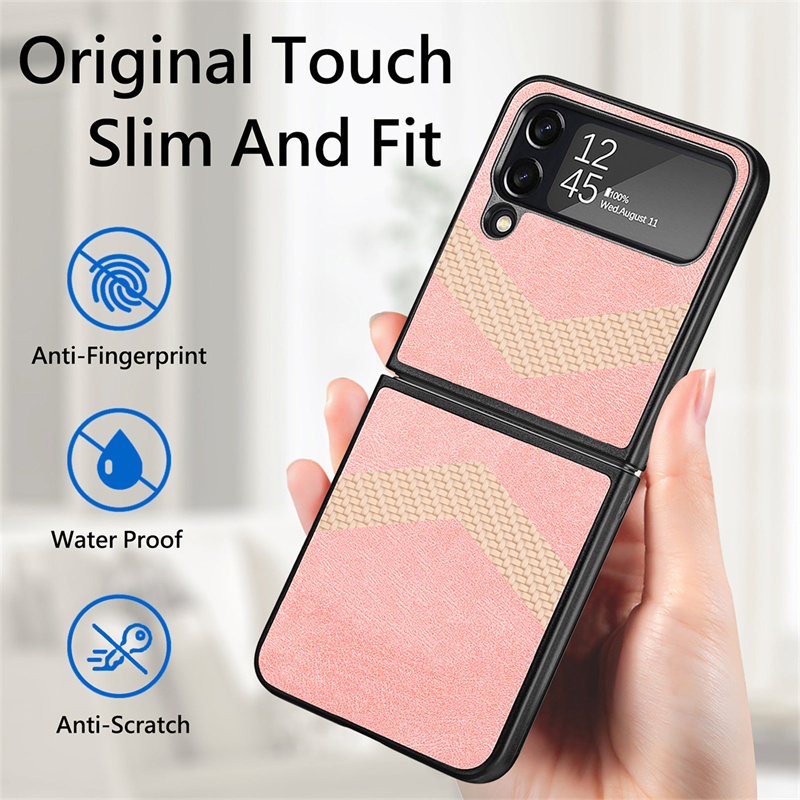 Original Touch
Slim And Fit
12
45
100%
Wed,August 11
Anti-Fingerprint
Water Proof
Anti-Scratch